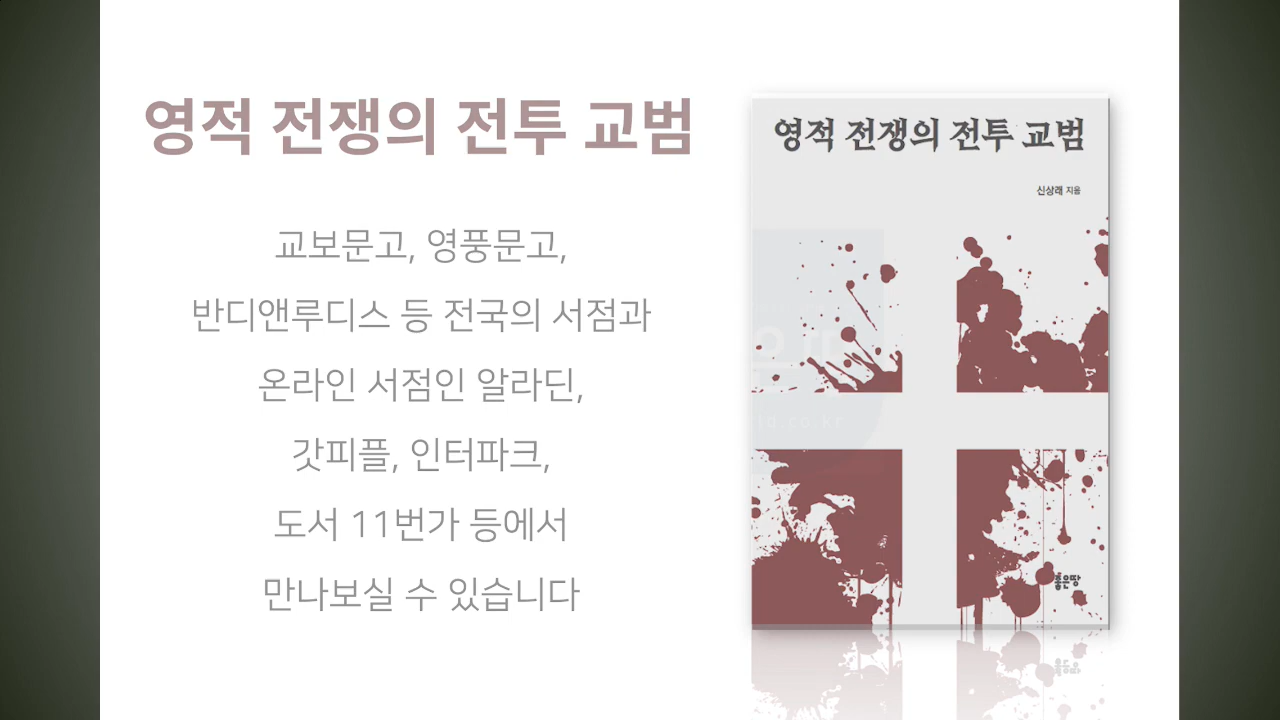 영적 전쟁의 전투 교범
교보문고, 영풍문고,
반디앤루디스 등 전국의 서점과
온라인 서점인 알라딘,
갓피플, 인터파크,
도서 11번가 등에서
만나보실 수 있습니다
영적 전쟁의 전투 교범
신상래 지음
좋은땅